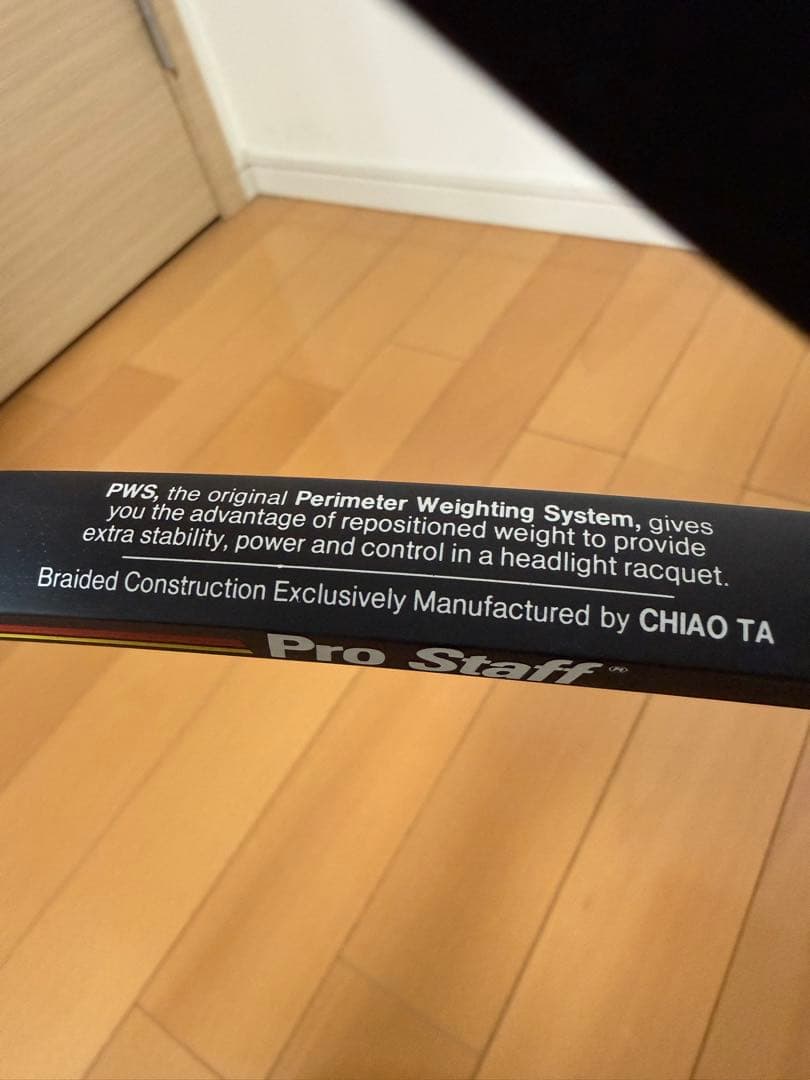 PWS, the original Perimeter Weighting System, gives
you the advantage of repositioned weight to provide
extra stability, power and control in a headlight racquet.
Braided Construction Exclusively Manufactured by CHIAO TA
Pro Staff®